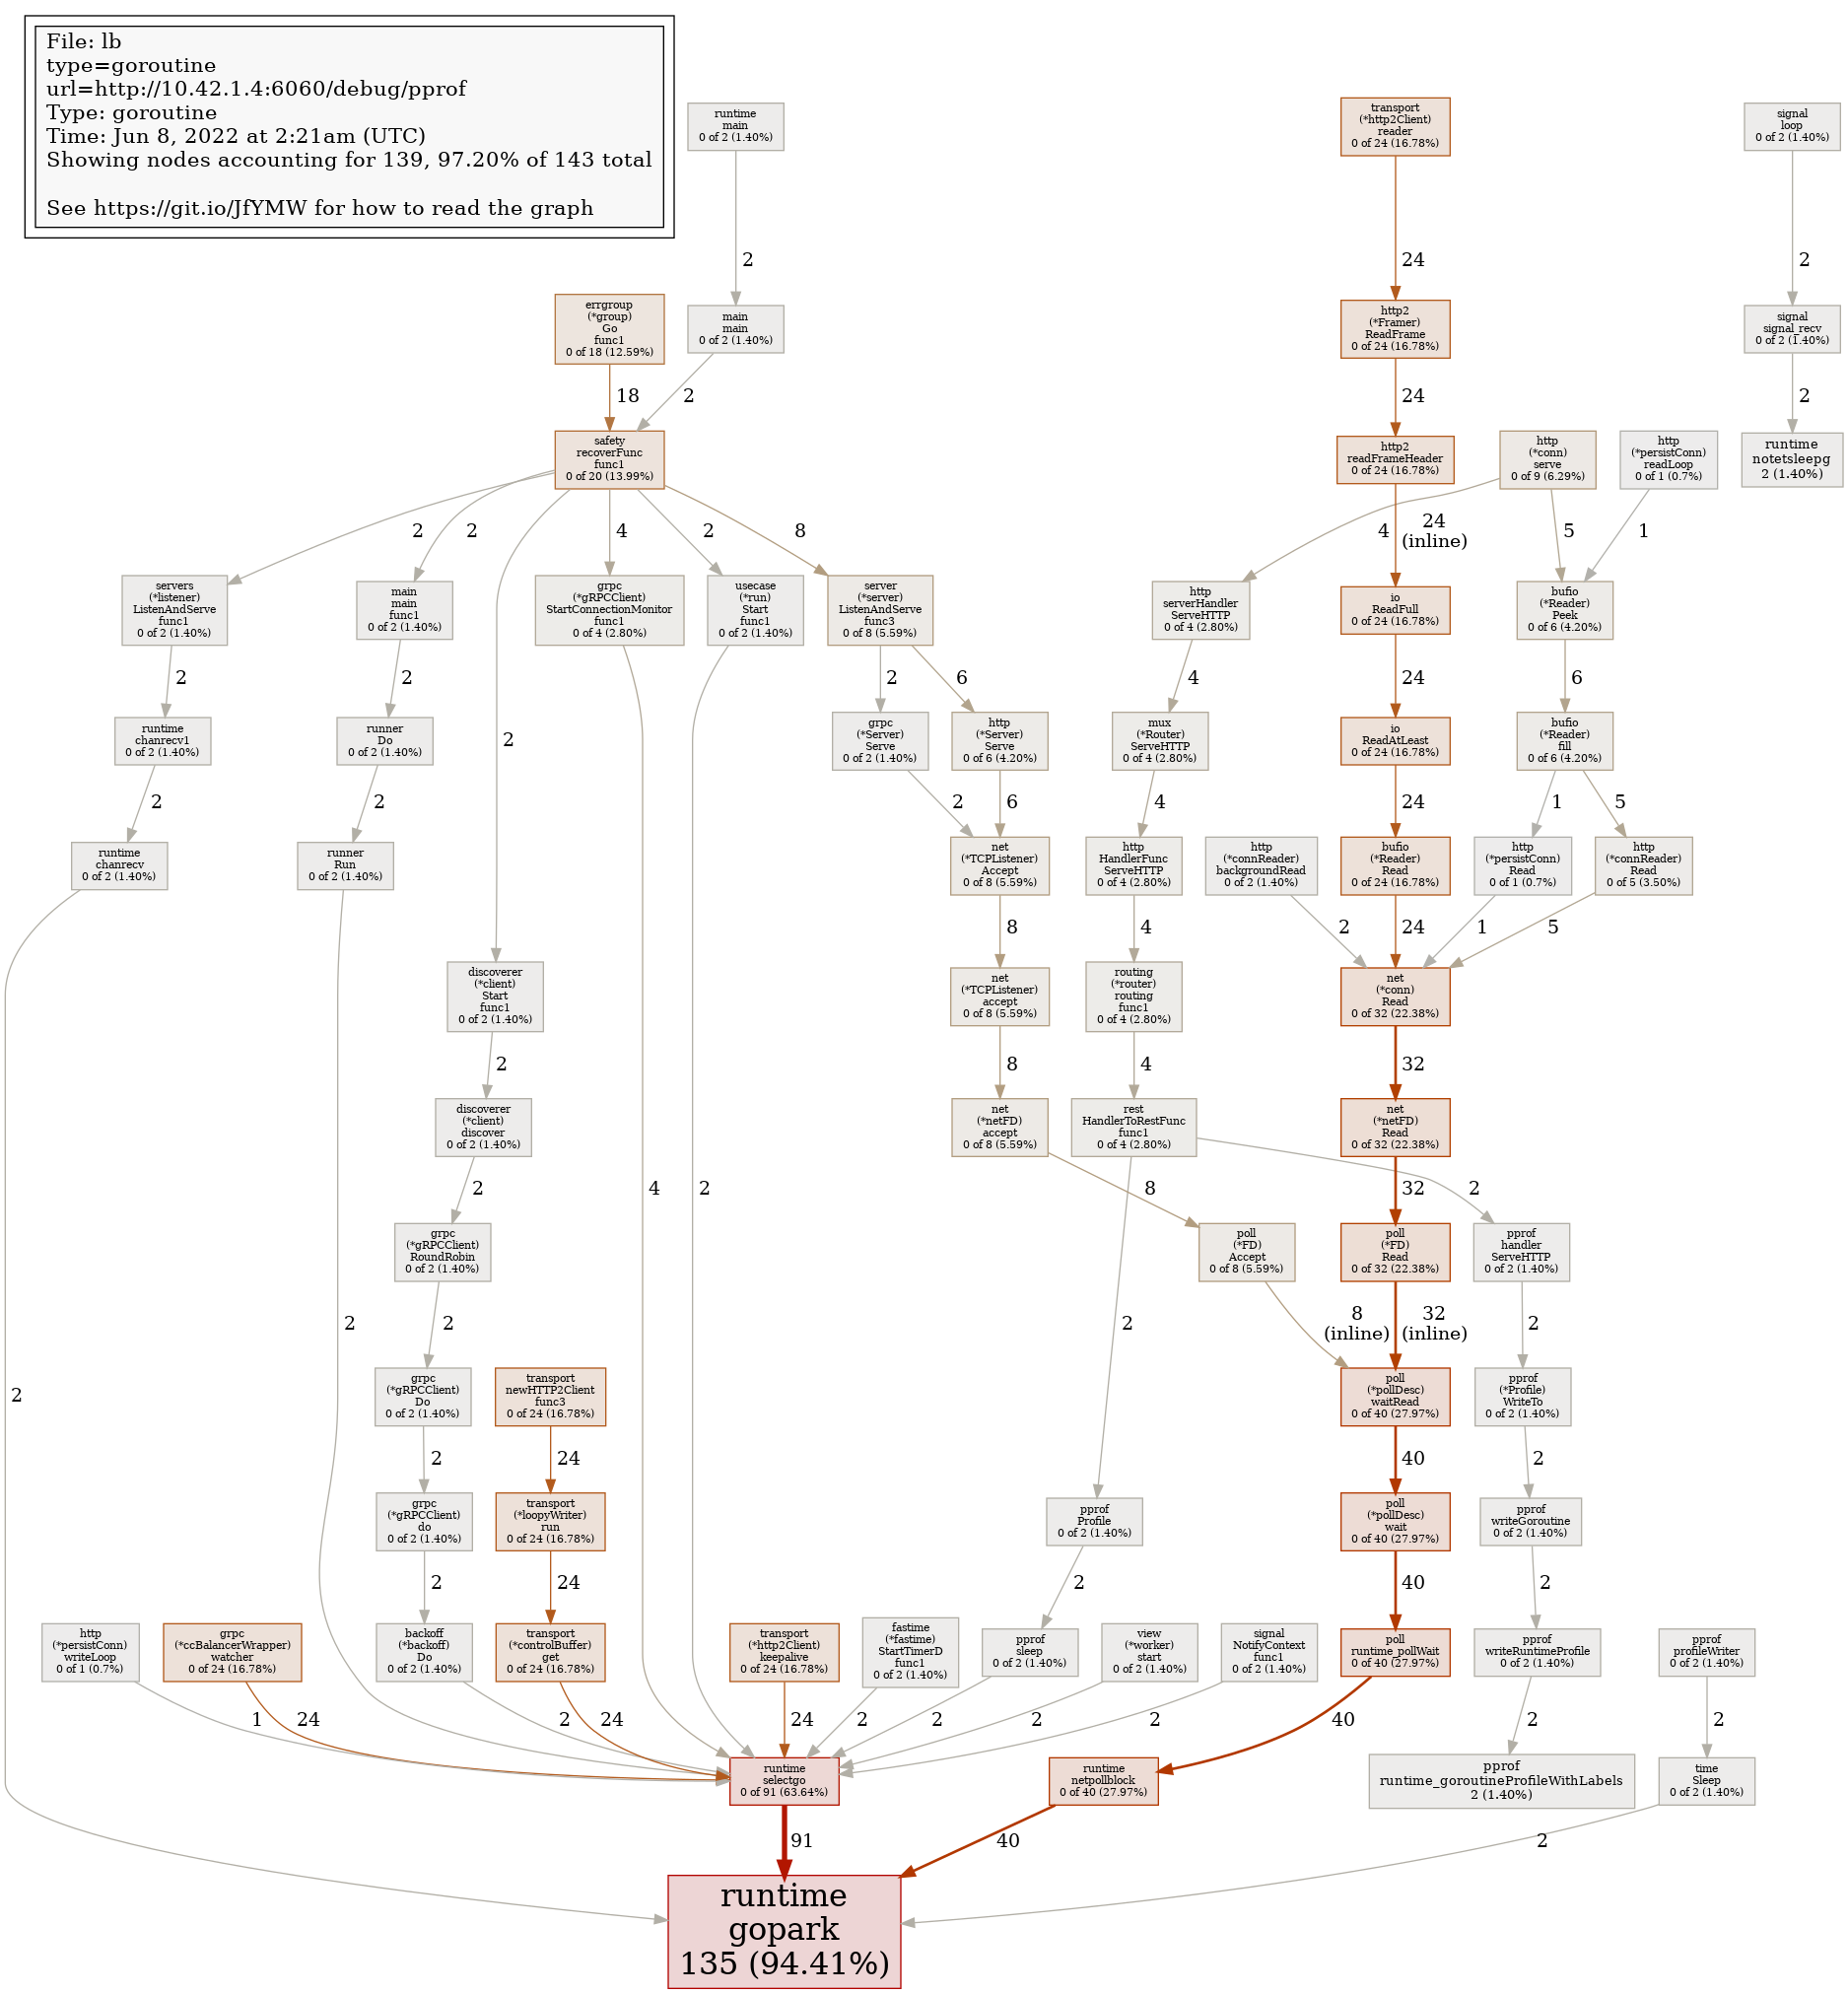 File: lb
type=goroutine
url=http://10.42.1.4:6060/debug/pprof
Type: goroutine
Time: Jun 8, 2022 at 2:21am (UTC)
Showing nodes accounting for 139, 97.20% of 143 total
See https://git.io/JfYMW for how to read the graph
runtime
main
0 of 2 (1.40%)
transport
(*http2Client)
reader
0 of 24 (16.78%)
signal
loop
0 of 2 (1.40%)
2
24
2
errgroup
(*group)
Go
func1
0 of 18 (12.59%)
main
main
0 of 2 (1.40%)
http2
(*Framer)
ReadFrame
0 of 24 (16.78%)
signal
signal_recv
0 of 2 (1.40%)
18
2
24
2
safety
recoverFunc
func1
0 of 20 (13.99%)
http2
readFrameHeader
0 of 24 (16.78%)
http
(*conn)
serve
0 of 9 (6.29%)
http
(*persistConn)
readLoop
0 of 1 (0.7%)
runtime
notetsleepg
2 (1.40%)
2
2
4
2
8
4
24
(inline)
5
1
servers
(*listener)
ListenAndServe
func1
0 of 2 (1.40%)
main
main
func1
0 of 2 (1.40%)
grpc
(*gRPCClient)
StartConnectionMonitor
func1
0 of 4 (2.80%)
usecase
(*run)
Start
func1
0 of 2 (1.40%)
server
(*server)
ListenAndServe
func3
0 of 8 (5.59%)
http
serverHandler
ServeHTTP
0 of 4 (2.80%)
io
ReadFull
0 of 24 (16.78%)
bufio
(*Reader)
Peek
0 of 6 (4.20%)
2
2
2
6
4
24
6
runtime
chanrecv1
0 of 2 (1.40%)
runner
Do
0 of 2 (1.40%)
2
grpc
(*Server)
Serve
0 of 2 (1.40%)
http
(*Server)
Serve
0 of 6 (4.20%)
mux
(*Router)
ServeHTTP
0 of 4 (2.80%)
io
ReadAtLeast
0 of 24 (16.78%)
bufio
(*Reader)
fill
0 of 6 (4.20%)
2
2
2
6
4
24
1
5
runtime
chanrecv
0 of 2 (1.40%)
runner
Run
0 of 2 (1.40%)
net
(*TCPListener)
Accept
0 of 8 (5.59%)
http
HandlerFunc
ServeHTTP
0 of 4 (2.80%)
http
(*connReader)
backgroundRead
0 of 2 (1.40%)
bufio
(*Reader)
Read
0 of 24 (16.78%)
http
(*persistConn)
Read
0 of 1 (0.7%)
http
(*connReader)
Read
0 of 5 (3.50%)
8
4
2
24
1
5
discoverer
(*client)
Start
func1
0 of 2 (1.40%)
net
(*TCPListener)
accept
0 of 8 (5.59%)
routing
(*router)
routing
func1
0 of 4 (2.80%)
net
(*conn)
Read
0 of 32 (22.38%)
2
8
4
32
discoverer
(*client)
discover
0 of 2 (1.40%)
net
(*netFD)
accept
0 of 8 (5.59%)
rest
HandlerToRestFunc
func1
0 of 4 (2.80%)
net
(*netFD)
Read
0 of 32 (22.38%)
2
4
2
8
32
2
grpc
(*gRPCClient)
RoundRobin
0 of 2 (1.40%)
poll
(*FD)
Accept
0 of 8 (5.59%)
poll
(*FD)
Read
0 of 32 (22.38%)
pprof
handler
ServeHTTP
0 of 2 (1.40%)
2
2
2
8
(inline)
32
(inline)
2
2
grpc
(*gRPCClient)
Do
0 of 2 (1.40%)
transport
newHTTP2Client
func3
0 of 24 (16.78%)
poll
(*pollDesc)
waitRead
0 of 40 (27.97%)
pprof
(*Profile)
WriteTo
0 of 2 (1.40%)
2
24
40
2
grpc
(*gRPCClient)
do
0 of 2 (1.40%)
transport
(*loopyWriter)
run
0 of 24 (16.78%)
pprof
Profile
0 of 2 (1.40%)
poll
(*pollDesc)
wait
0 of 40 (27.97%)
pprof
writeGoroutine
0 of 2 (1.40%)
2
24
2
40
2
http
(*persistConn)
writeLoop
0 of 1 (0.7%)
grpc
(*ccBalancerWrapper)
watcher
0 of 24 (16.78%)
backoff
(*backoff)
Do
0 of 2 (1.40%)
transport
(*controlBuffer)
get
0 of 24 (16.78%)
transport
(*http2Client)
keepalive
0 of 24 (16.78%)
fastime
(*fastime)
StartTimerD
func1
0 of 2 (1.40%)
pprof
sleep
0 of 2 (1.40%)
view
(*worker)
start
0 of 2 (1.40%)
signal
NotifyContext
func1
0 of 2 (1.40%)
poll
runtime_pollWait
0 of 40 (27.97%)
pprof
writeRuntimeProfile
0 of 2 (1.40%)
pprof
profileWriter
0 of 2 (1.40%)
1
24
2
24
24
2
2
2
2
40
2
2
runtime
selectgo
0 of 91 (63.64%)
runtime
netpollblock
0 of 40 (27.97%)
pprof
runtime_goroutineProfileWithLabels
2 (1.40%)
time
Sleep
0 of 2 (1.40%)
91
40
2
runtime
gopark
135 (94.41%)